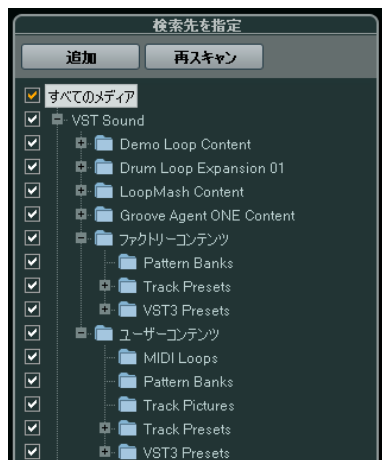 検索先を指定
追加 再スキャン
すべてのメディア
VST Sound
Demo Loop Content
Drum Loop Expansion 01
LoopMash Content
Groove Agent ONE Content
ファクトリーコンテンツ
Pattern Banks
Track Presets
VST3 Presets
ユーザーコンテンツ
MIDI Loops
Pattern Banks
Track Pictures
Track Presets
VST3 Presets